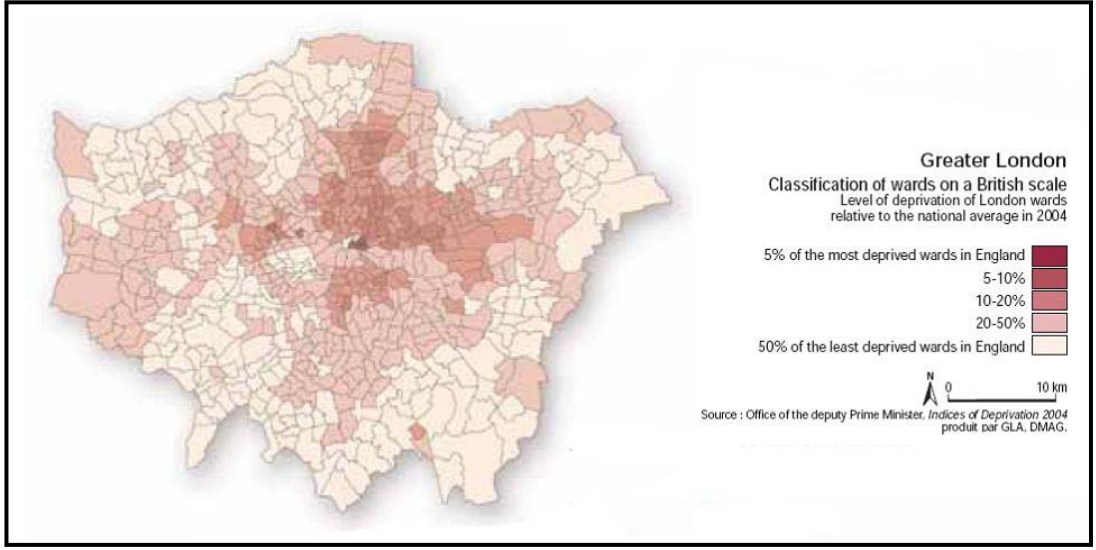 Greater London
Classification of wards on a British scale
Level of deprivation of London wards
relative to the national average in 2004
5% of the most deprived wards in England
5-10%
10-20%
20-50%
50% of the least deprived wards in England
N
0 10 km
Source : Office of the deputy Prime Minister, Indices of Deprivation 2004
produit par GLA, DMAG.